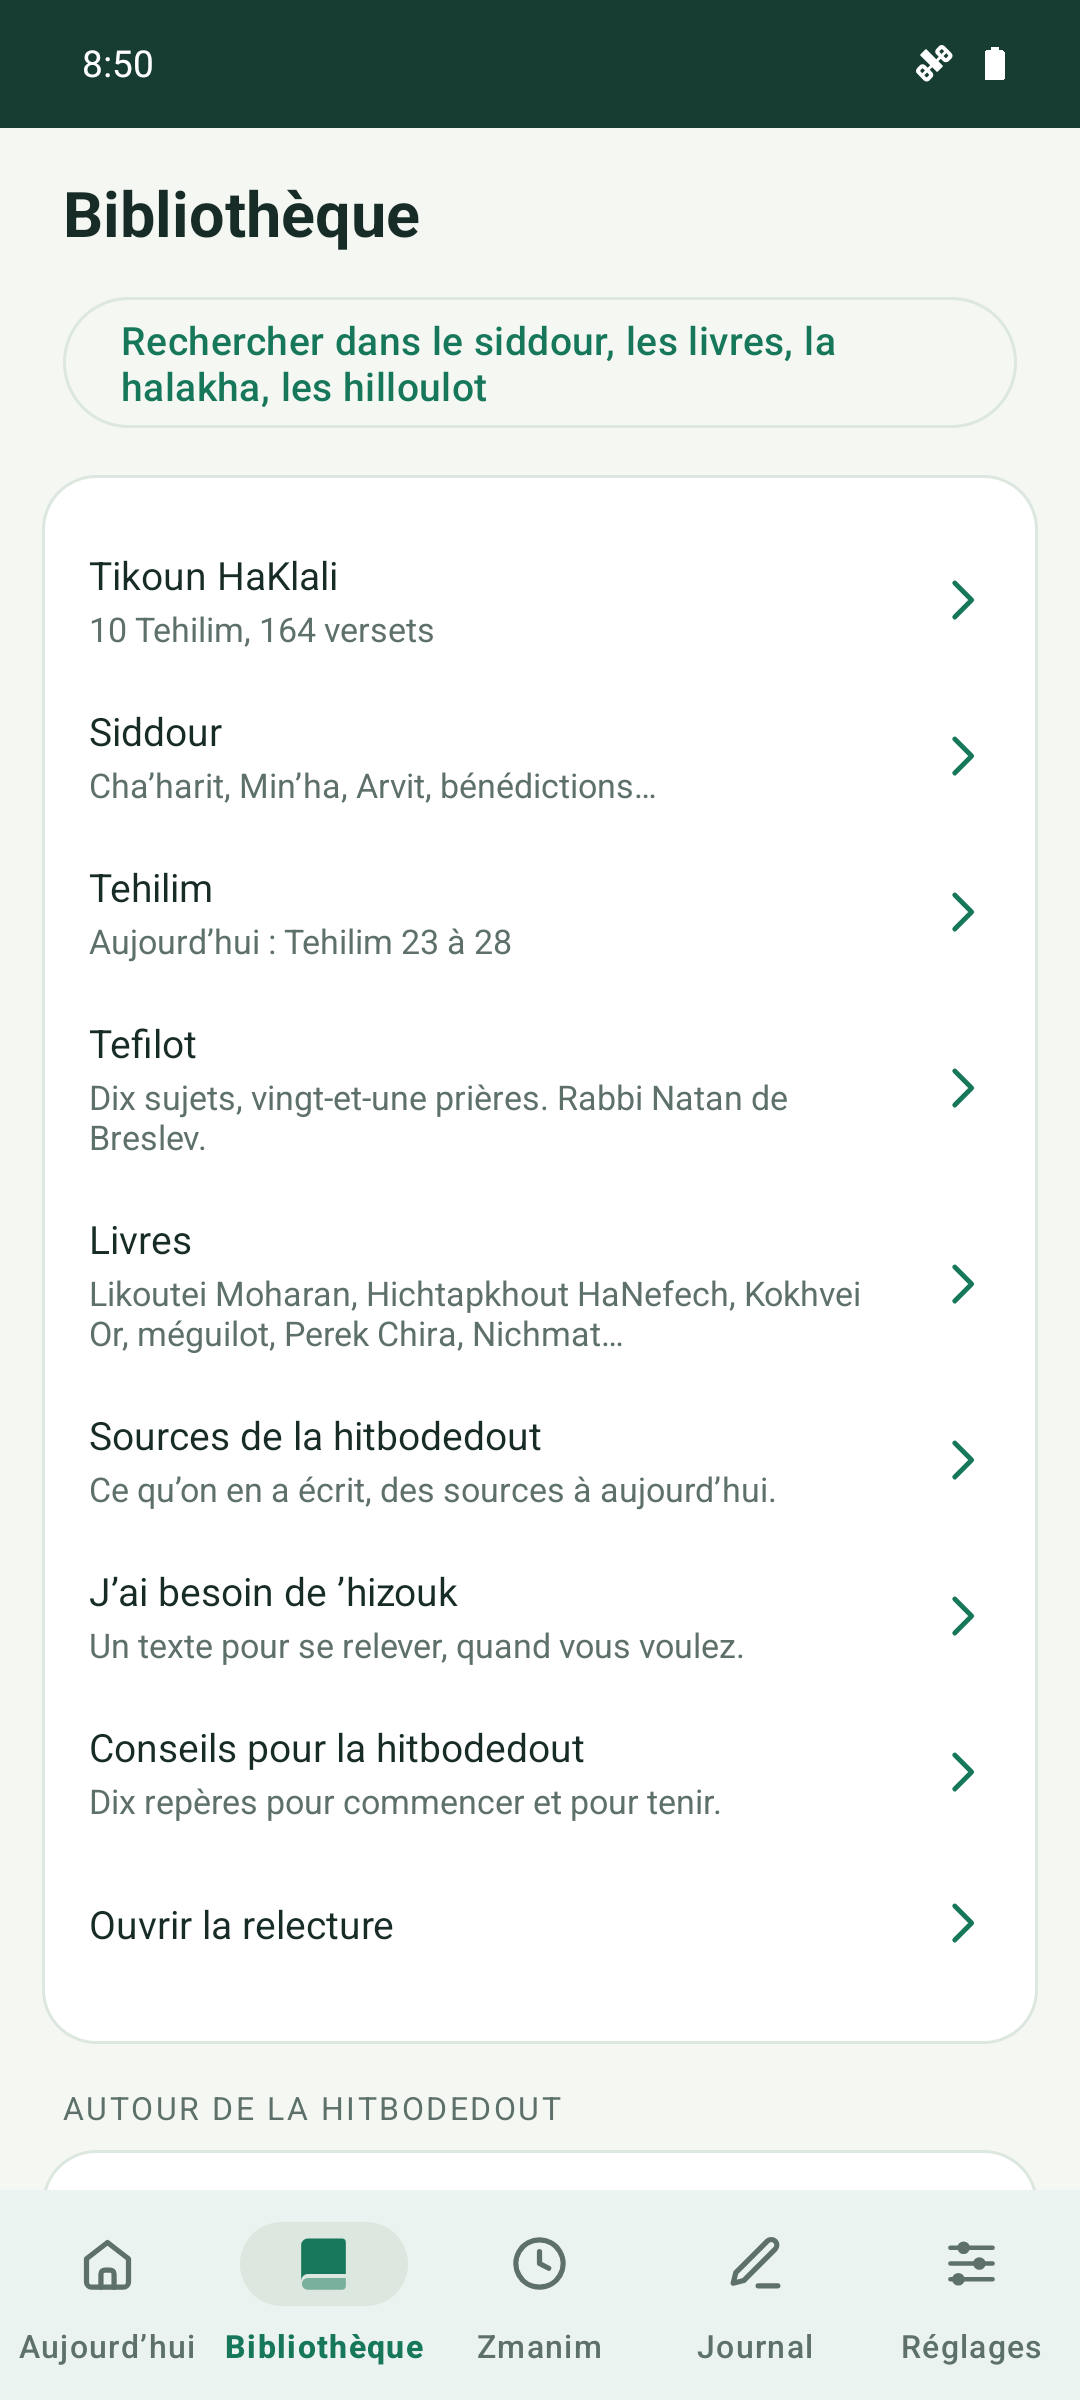 8:50
Bibliothèque
Rechercher dans le siddour, les livres, la
halakha, les hilloulot
Tikoun HaKlali
10 Tehilim, 164 versets
Siddour
Cha’harit, Min’ha, Arvit, bénédictions…
Tehilim
Aujourd’hui : Tehilim 23 à 28
Tefilot
Dix sujets, vingt-et-une prières. Rabbi Natan de
Breslev.
Livres
Likoutei Moharan, Hichtapkhout HaNefech, Kokhvei
Or, méguilot, Perek Chira, Nichmat…
Sources de la hitbodedout
Ce qu’on en a écrit, des sources à aujourd’hui.
J’ai besoin de ’hizouk
Un texte pour se relever, quand vous voulez.
Conseils pour la hitbodedout
Dix repères pour commencer et pour tenir.
Ouvrir la relecture
AUTOUR DE LA HITBODEDOUT
Aujourd’hui
Bibliothèque
Zmanim
Journal
Réglages